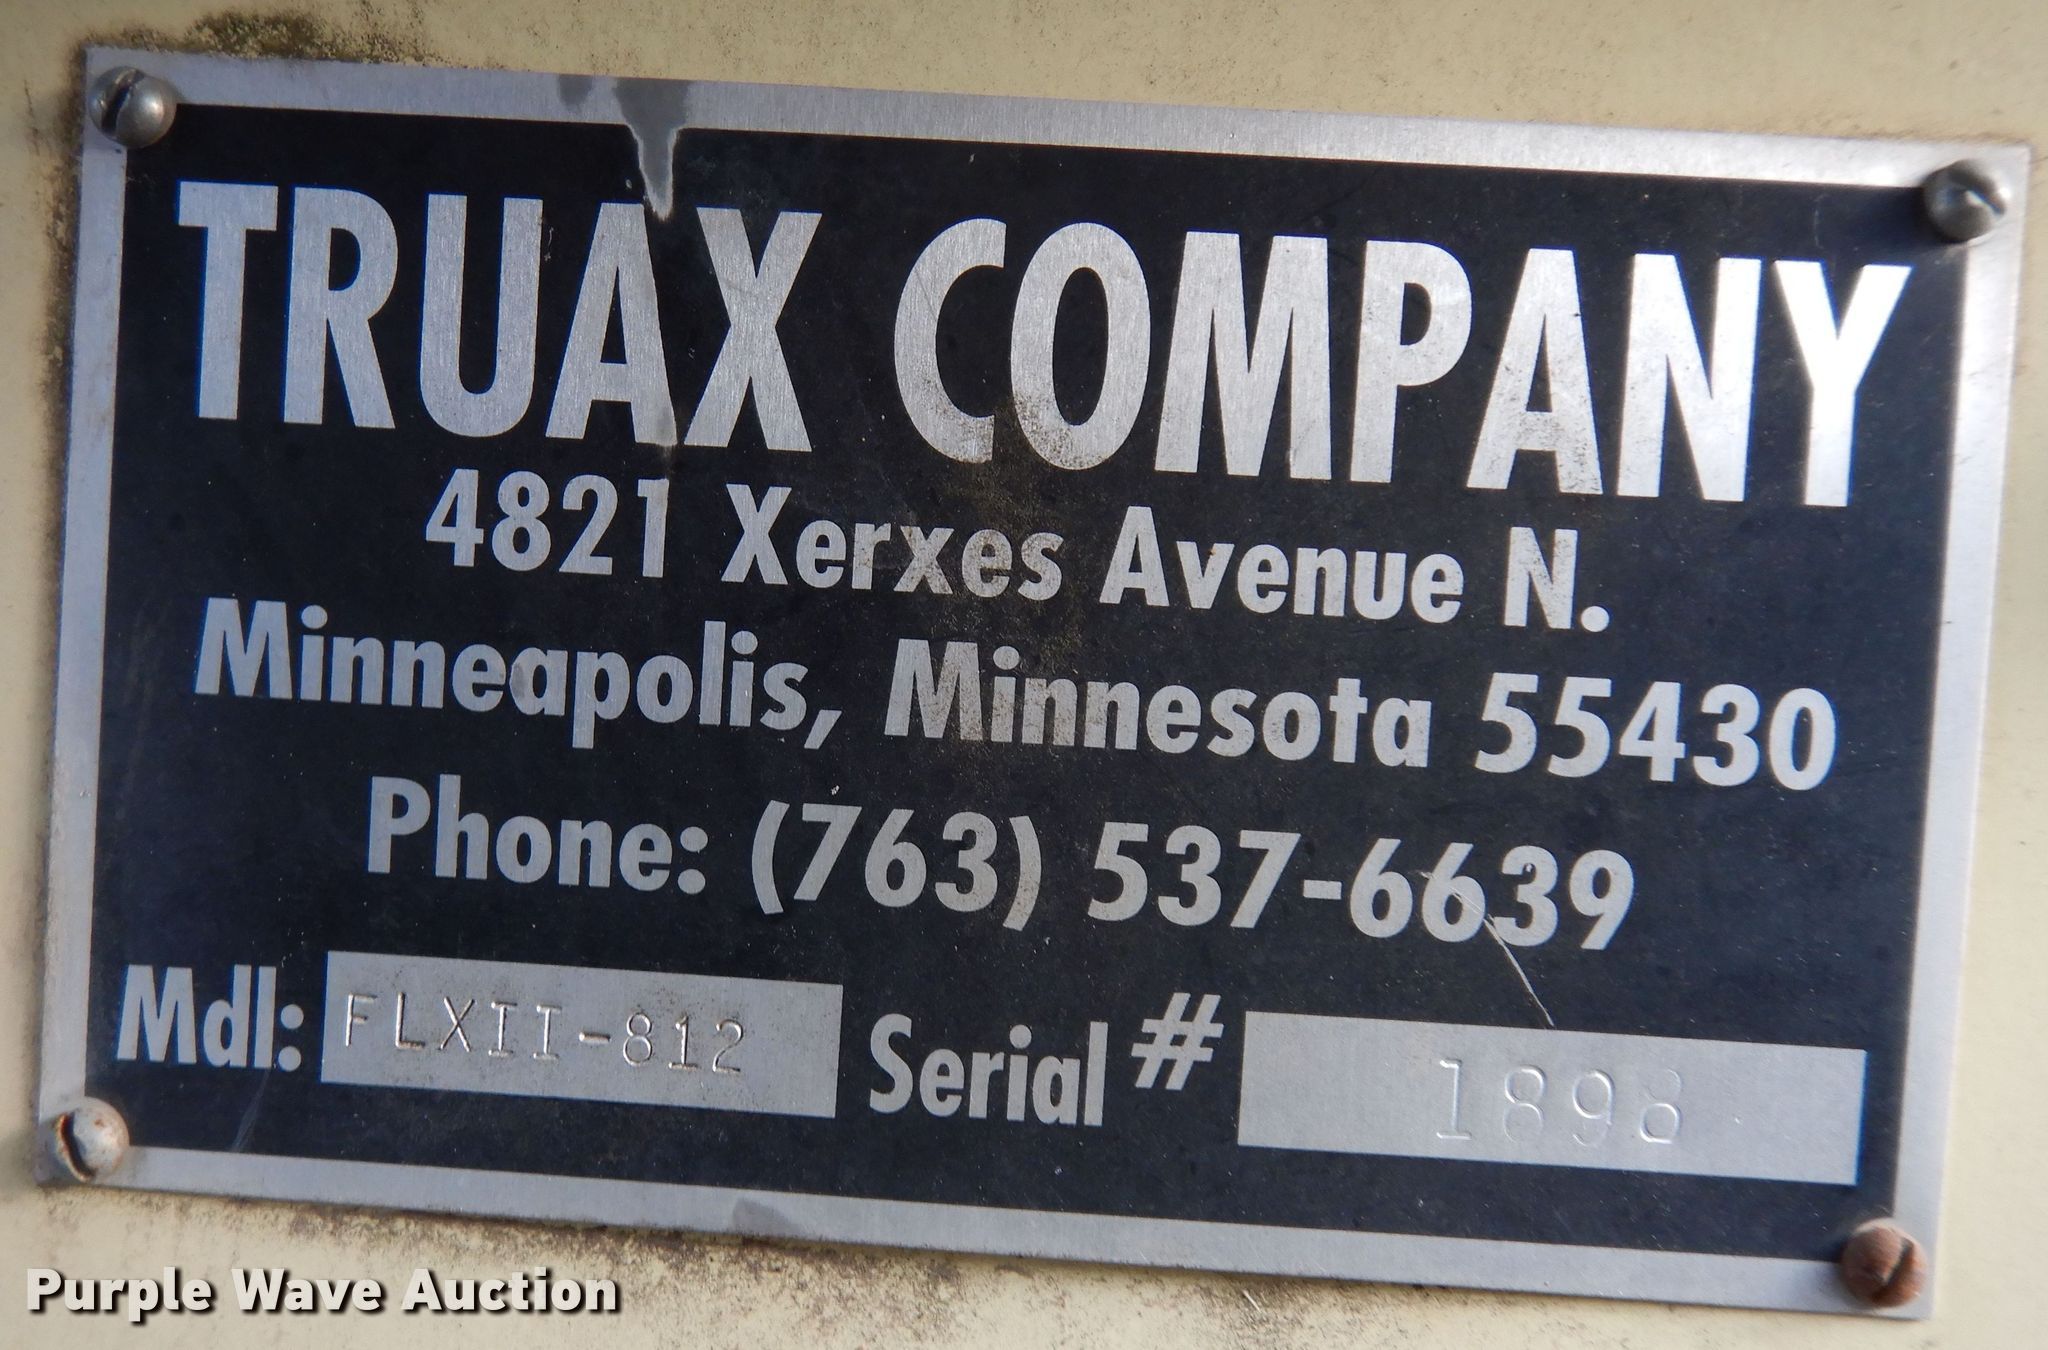 TRUAX COMPANY
4821 Xerxes Avenue N.
Minneapolis, Minnesota 55430
Phone: (763) 537-6639
Mdl: FLXII-812 Serial # 1898
Purple Wave Auction